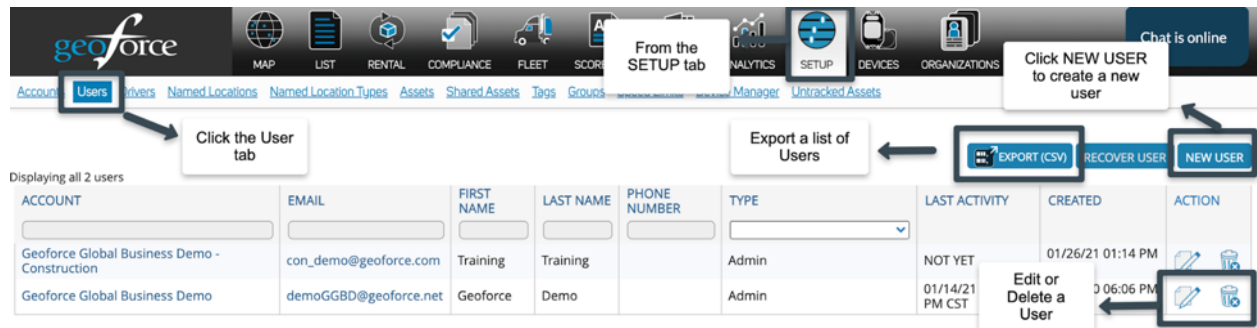 geoforce
MAP
LIST
RENTAL
COMPLIANCE
FLEET
From the
SETUP tab
SETUP
DEVICES
ORGANIZATIONS
Click NEW USER
to create a new
user
Chat is online
Users
Named Locations
Named Location Types
Assets
Shared Assets
Tags
Groups
Manager
Untracked Assets
Click the User
tab
Export a list of
Users
EXPORT (CSV)
RECOVER USER
NEW USER
Displaying all 2 users
ACCOUNT
EMAIL
FIRST
NAME
LAST NAME
PHONE
NUMBER
TYPE
LAST ACTIVITY
CREATED
ACTION
Geoforce Global Business Demo -
Construction
con_demo@geoforce.com
Training
Training
Admin
NOT YET
01/26/21 01:14 PM
Geoforce Global Business Demo
demoGGBD@geoforce.net
Geoforce
Demo
Admin
01/14/21
PM CST
06:06 PM
Edit or
Delete a
User